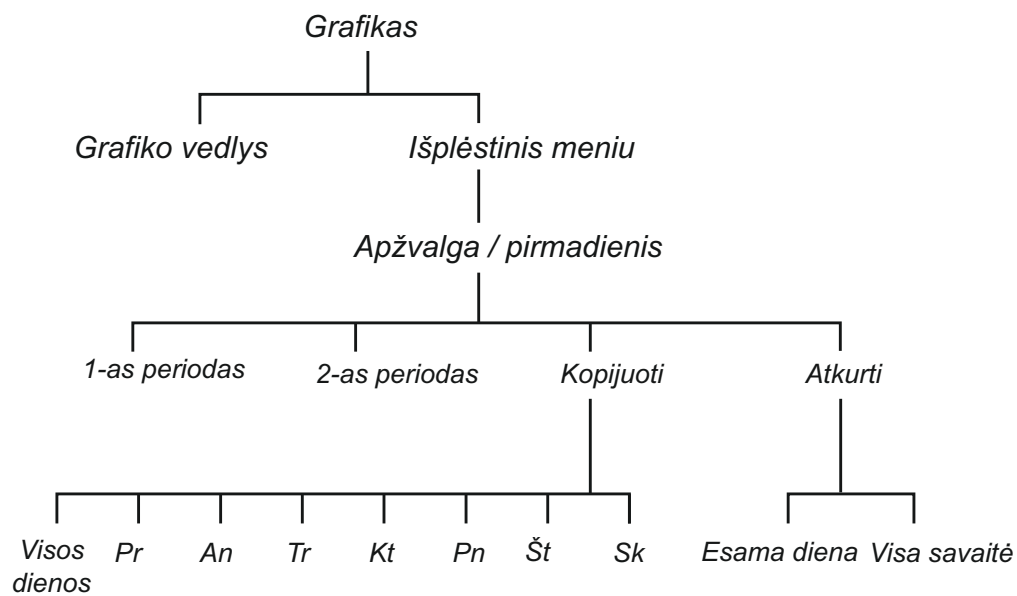 Grafikas
Grafiko vedlys Išplėstinis meniu
Apžvalga / pirmadienis
1-as periodas 2-as periodas Kopijuoti Atkurti
Visos dienos Pr An Tr Kt Pn Št Sk Esama diena Visa savaitė